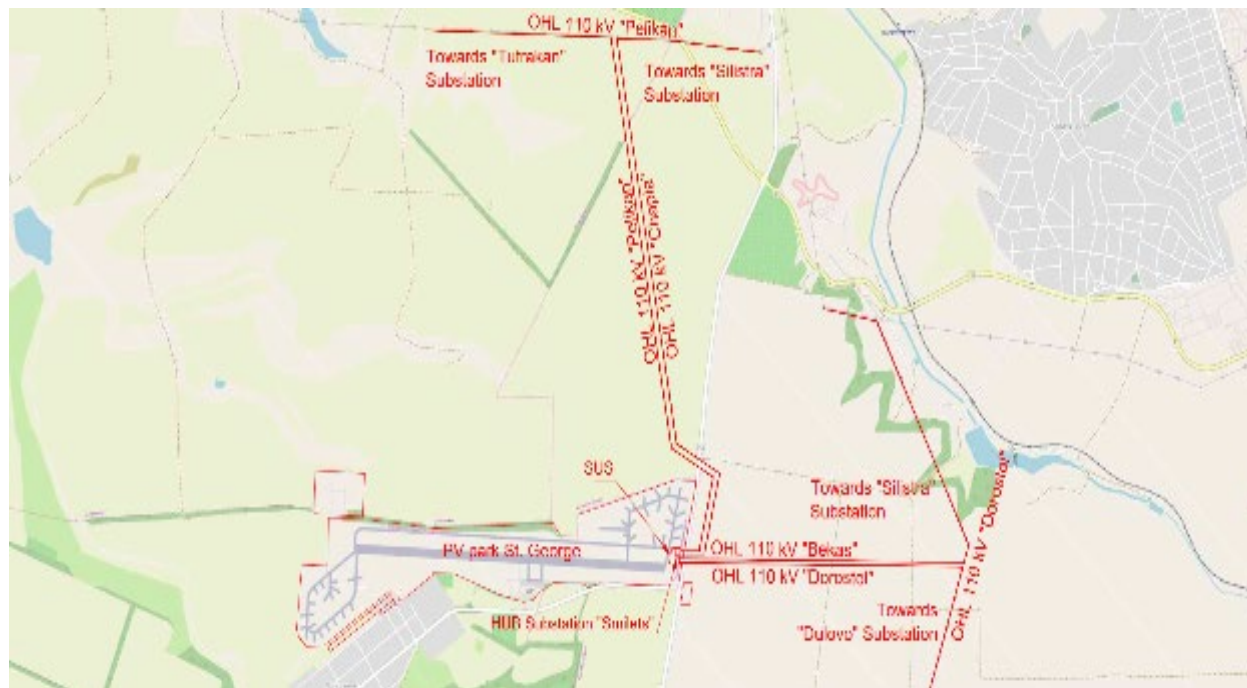 OHL 110 kV "Pelikan"
Towards "Tutrakan"
Substation
Towards "Silistra"
Substation
OHL 110 kV "Pelikan"
OHL 110 kV "Chapla"
SUS
Towards "Silistra"
Substation
OHL 110 kV "Dorostol"
PV park St. George
OHL 110 kV "Bekas"
OHL 110 kV "Dorostol"
HUB Substation "Smilets"
Towards
"Dulovo" Substation